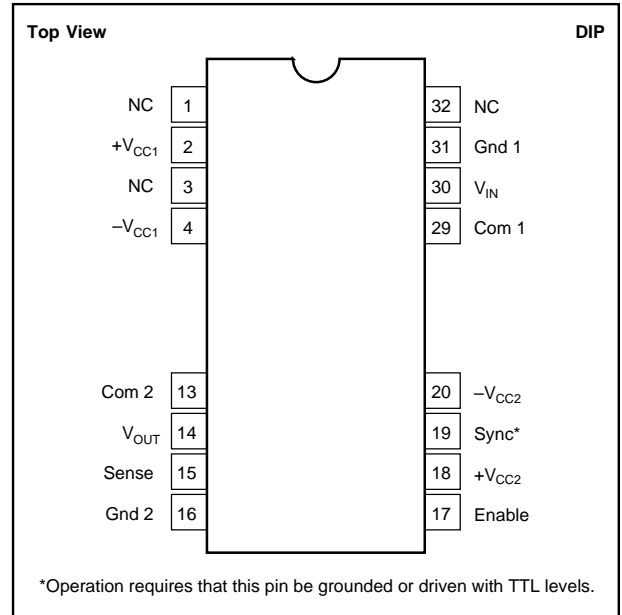 Top View DIP
NC 1 32 NC
+VCC1 2 31 Gnd 1
NC 3 30 VIN
–VCC1 4 29 Com 1
Com 2 13 20 –VCC2
VOUT 14 19 Sync*
Sense 15 18 +VCC2
Gnd 2 16 17 Enable
*Operation requires that this pin be grounded or driven with TTL levels.